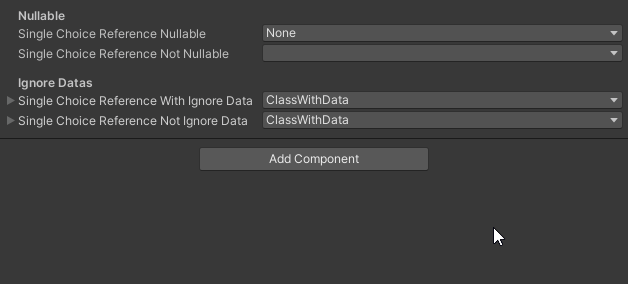 Nullable
Single Choice Reference Nullable None
Single Choice Reference Not Nullable
Ignore Datas
Single Choice Reference With Ignore Data ClassWithData
Single Choice Reference Not Ignore Data ClassWithData
Add Component